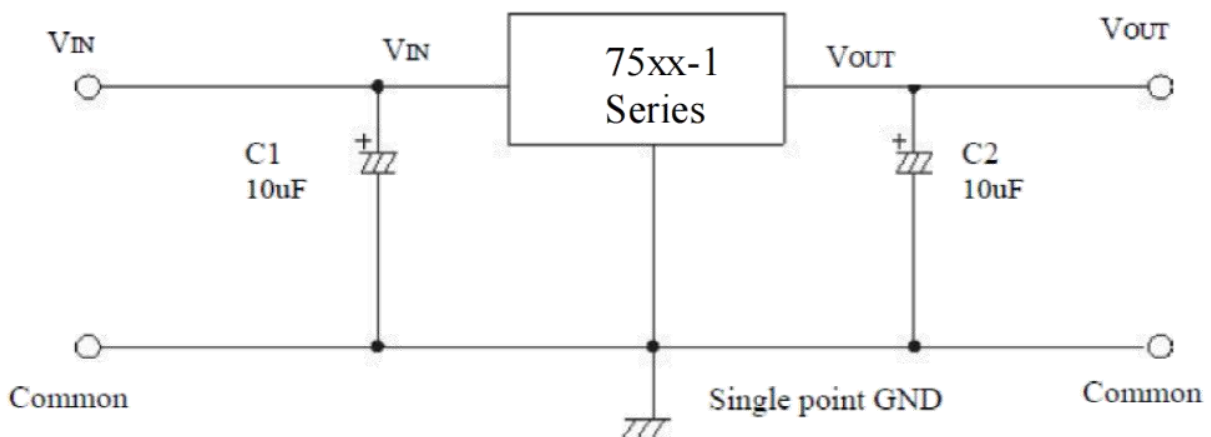 VIN
VIN
75xx-1
Series
VOUT
VOUT
+
C1
10uF
+
C2
10uF
Common
Single point GND
Common